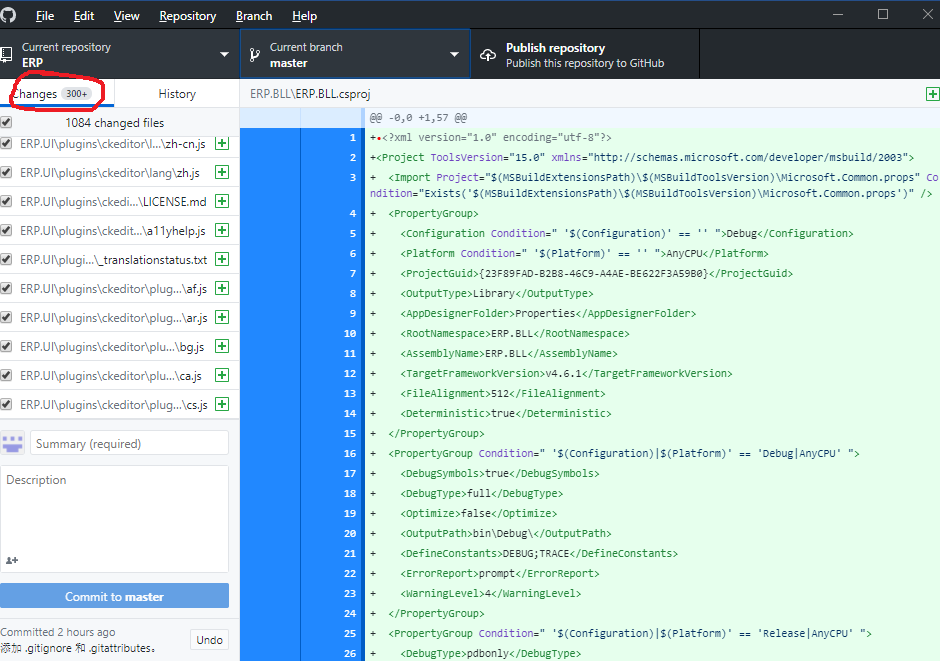 File Edit View Repository Branch Help
Current repository
ERP
Current branch
master
Publish repository
Publish this repository to GitHub
Changes 300+
History
1084 changed files
ERP.UI\plugins\ckeditor\l...\zh-cn.js
ERP.UI\plugins\ckeditor\lang\zh.js
ERP.UI\plugins\ckedi...\LICENSE.md
ERP.UI\plugins\ckedit...\a11yhelp.js
ERP.UI\plugi...\_translationstatus.txt
ERP.UI\plugins\ckeditor\plug...\af.js
ERP.UI\plugins\ckeditor\plug...\ar.js
ERP.UI\plugins\ckeditor\plu...\bg.js
ERP.UI\plugins\ckeditor\plu...\ca.js
ERP.UI\plugins\ckeditor\plug...\cs.js
Summary (required)
Description
Commit to master
Committed 2 hours ago
添加 .gitignore 和 .gitattributes。
Undo
ERP.BLL\ERP.BLL.csproj
@@ -0,0 +1,57 @@
1 +•<?xml version="1.0" encoding="utf-8"?>
2 +<Project ToolsVersion="15.0" xmlns="http://schemas.microsoft.com/developer/msbuild/2003">
3 +  <Import Project="$(MSBuildExtensionsPath)\$(MSBuildToolsVersion)\Microsoft.Common.props" Co
ndition="Exists('$(MSBuildExtensionsPath)\$(MSBuildToolsVersion)\Microsoft.Common.props')" />
4 +  <PropertyGroup>
5 +    <Configuration Condition=" '$(Configuration)' == '' ">Debug</Configuration>
6 +    <Platform Condition=" '$(Platform)' == '' ">AnyCPU</Platform>
7 +    <ProjectGuid>{23F89FAD-B2B8-46C9-A4AE-BE622F3A59B0}</ProjectGuid>
8 +    <OutputType>Library</OutputType>
9 +    <AppDesignerFolder>Properties</AppDesignerFolder>
10 +    <RootNamespace>ERP.BLL</RootNamespace>
11 +    <AssemblyName>ERP.BLL</AssemblyName>
12 +    <TargetFrameworkVersion>v4.6.1</TargetFrameworkVersion>
13 +    <FileAlignment>512</FileAlignment>
14 +    <Deterministic>true</Deterministic>
15 +  </PropertyGroup>
16 +  <PropertyGroup Condition=" '$(Configuration)|$(Platform)' == 'Debug|AnyCPU' ">
17 +    <DebugSymbols>true</DebugSymbols>
18 +    <DebugType>full</DebugType>
19 +    <Optimize>false</Optimize>
20 +    <OutputPath>bin\Debug\</OutputPath>
21 +    <DefineConstants>DEBUG;TRACE</DefineConstants>
22 +    <ErrorReport>prompt</ErrorReport>
23 +    <WarningLevel>4</WarningLevel>
24 +  </PropertyGroup>
25 +  <PropertyGroup Condition=" '$(Configuration)|$(Platform)' == 'Release|AnyCPU' ">
26 +    <DebugType>pdbonly</DebugType>